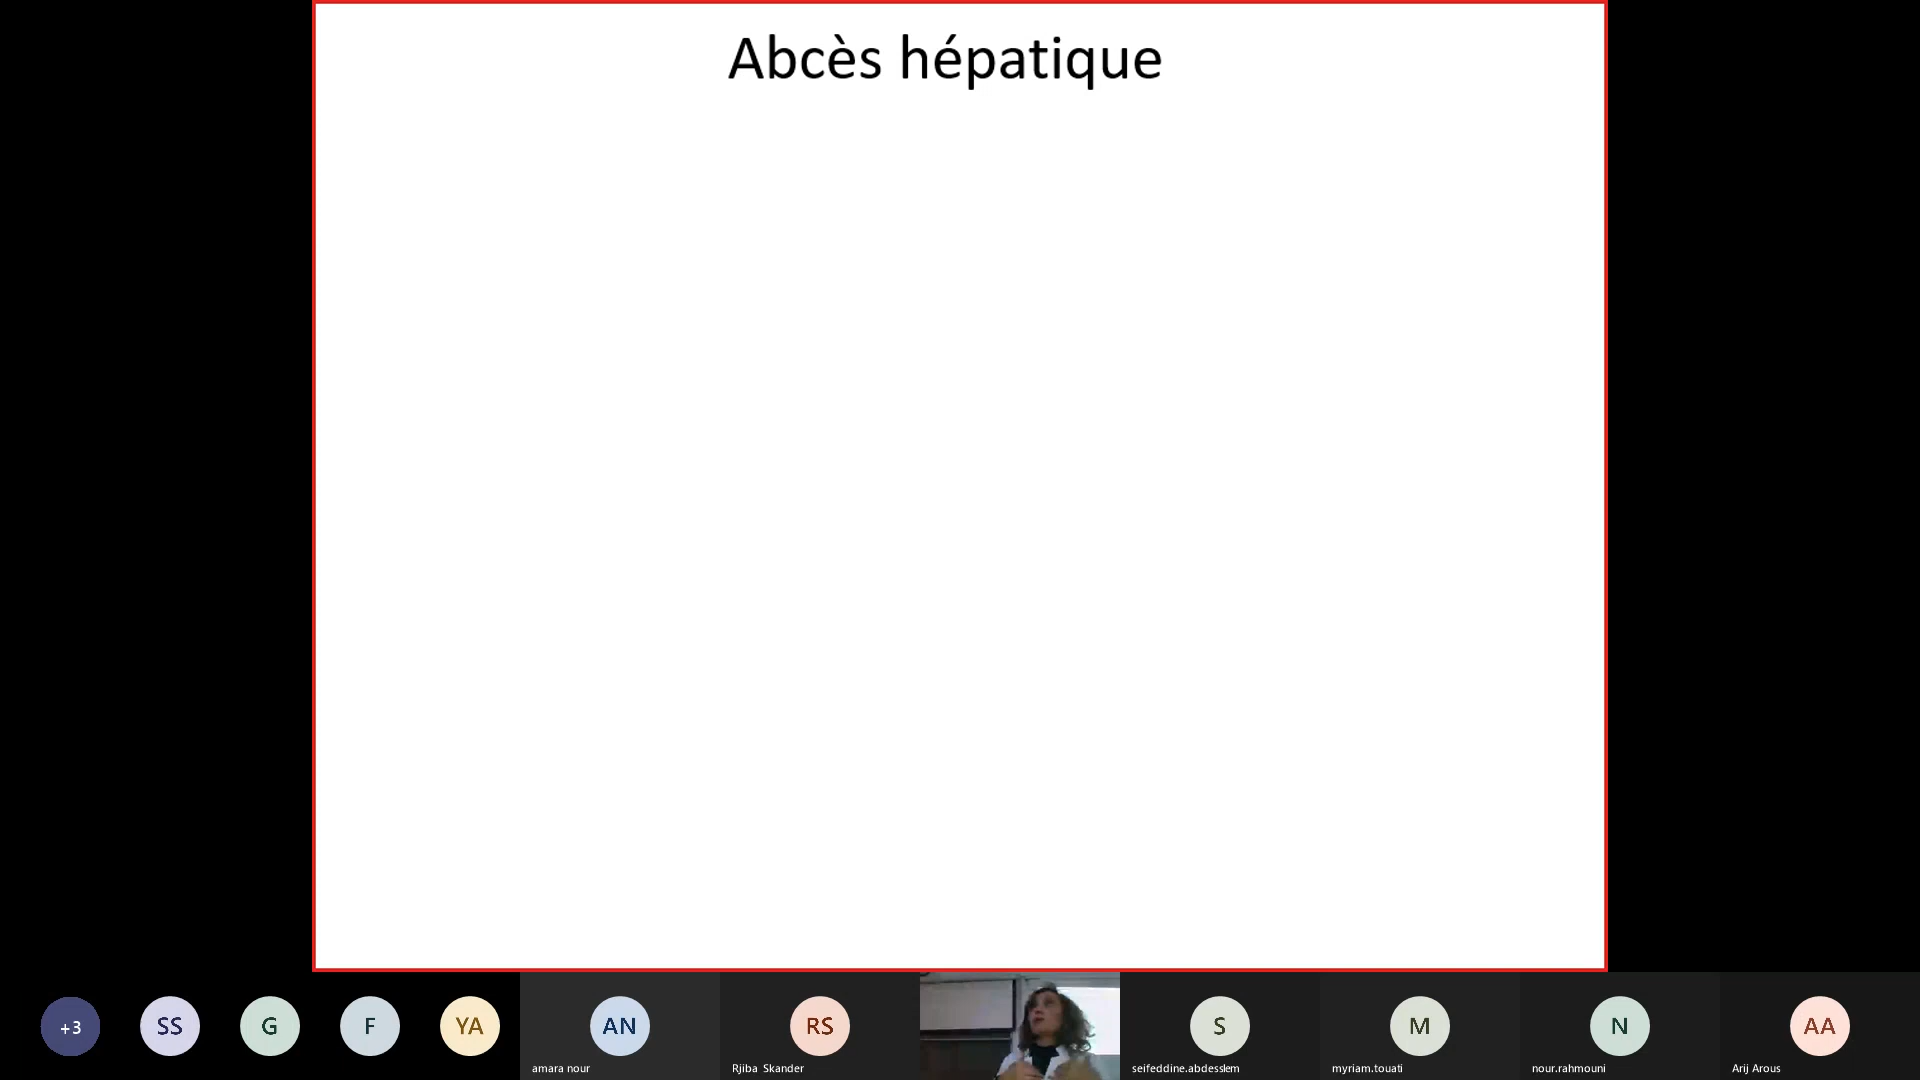 Abcès hépatique
+3
SS
G
F
YA
AN
RS
S
M
N
AA
amara nour
Rjiba Skander
seifeddine.abdesslem
myriam.touati
nour.rahmouni
Arij Arous